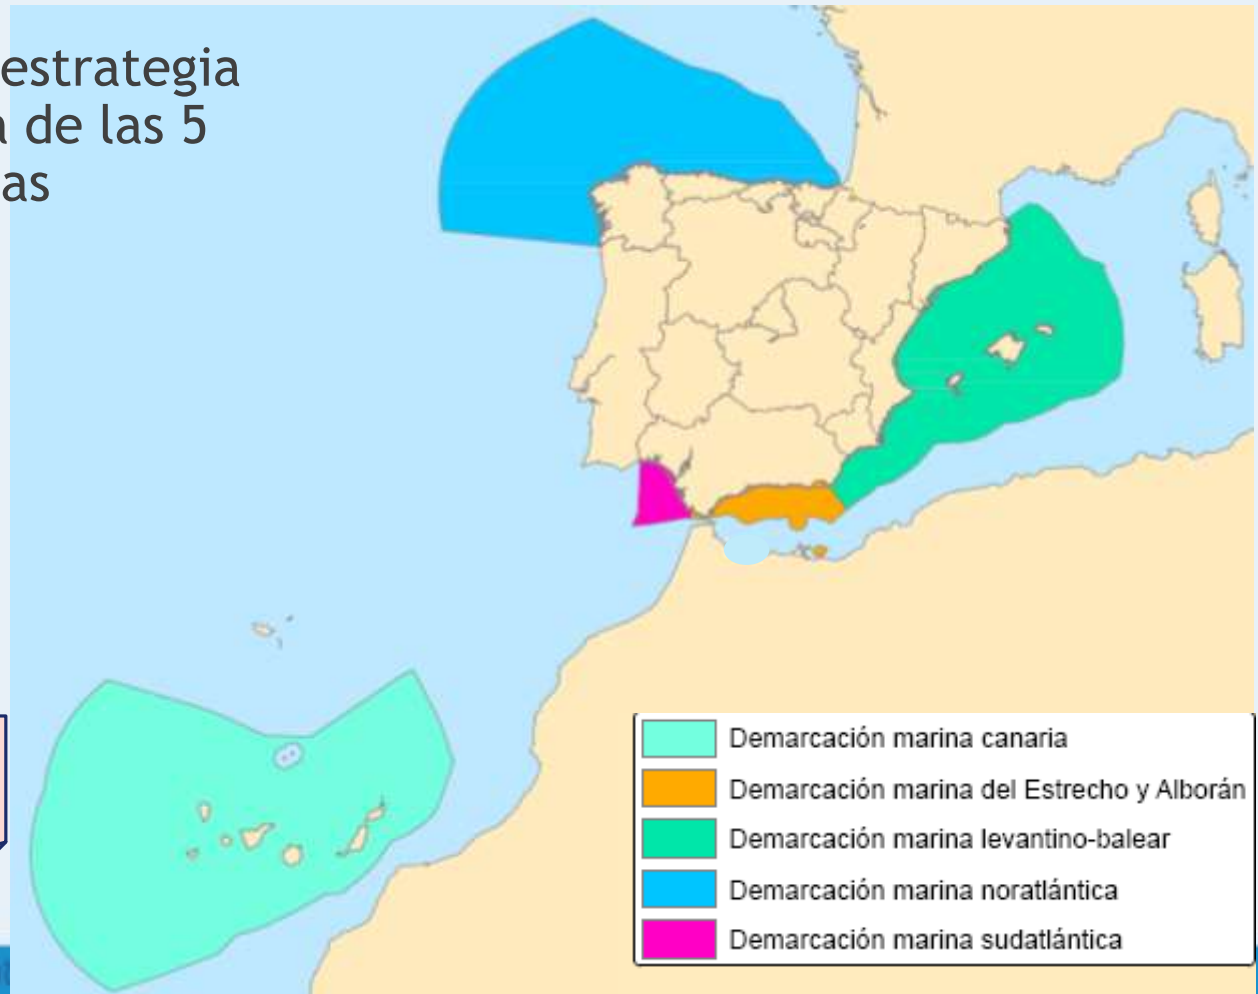 estrategia
a de las 5
as
Demarcación marina canaria
Demarcación marina del Estrecho y Alborán
Demarcación marina levantino-balear
Demarcación marina noratlántica
Demarcación marina sudatlántica